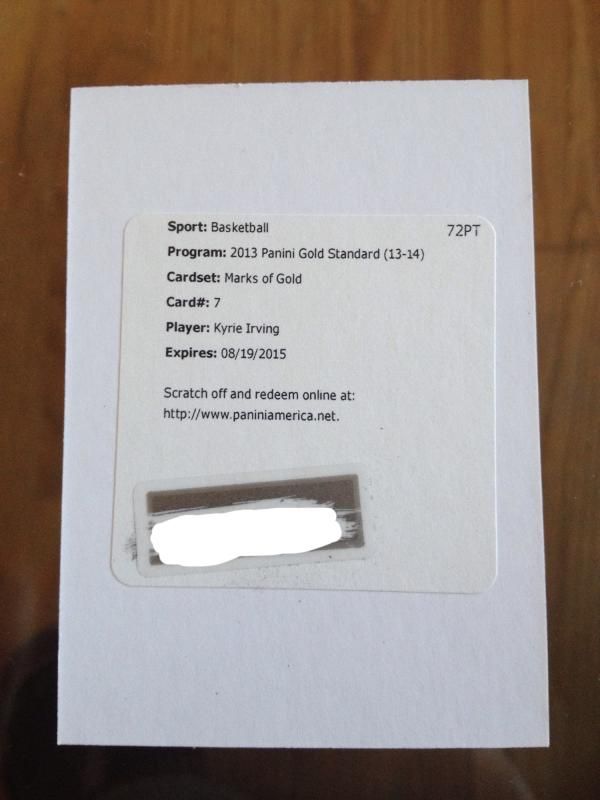 Sport: Basketball 72PT
Program: 2013 Panini Gold Standard (13-14)
Cardset: Marks of Gold
Card#: 7
Player: Kyrie Irving
Expires: 08/19/2015
Scratch off and redeem online at:
http://www.paniniamerica.net.